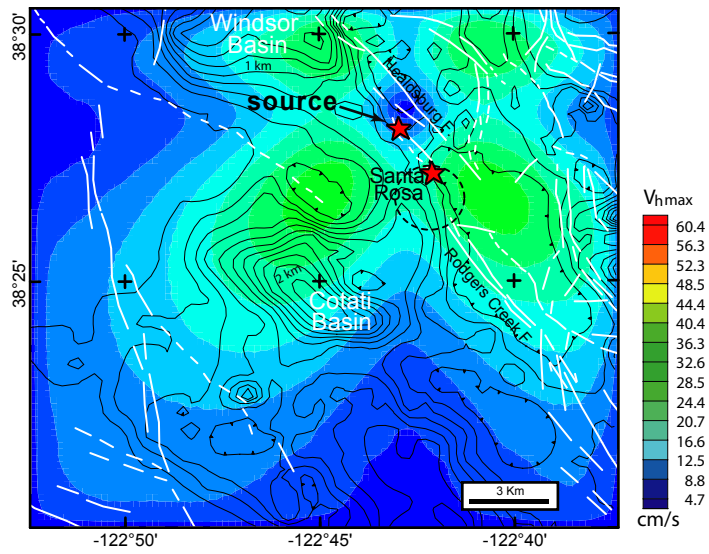 38°30'
Windsor
Basin
1 km
Healdsburg F.
source
Santa
Rosa
38°25'
2 km
Cotati
Basin
Rodgers Creek F.
3 Km
-122°50'
-122°45'
-122°40'
Vhmax
60.4
56.3
52.3
48.5
44.4
40.4
36.3
32.6
28.5
24.4
20.7
16.6
12.5
8.8
4.7
cm/s